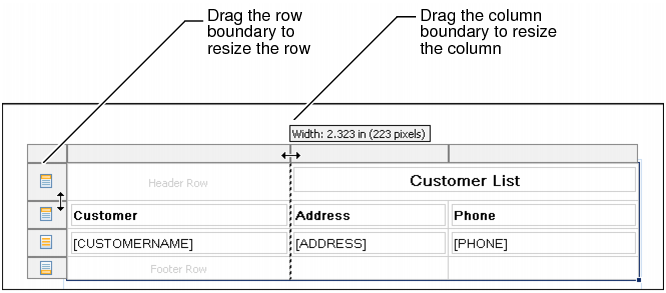 Drag the row
boundary to
resize the row
Drag the column
boundary to resize
the column
Width: 2.323 in (223 pixels)
Header Row
Customer List
Customer
Address
Phone
[CUSTOMERNAME]
[ADDRESS]
[PHONE]
Footer Row